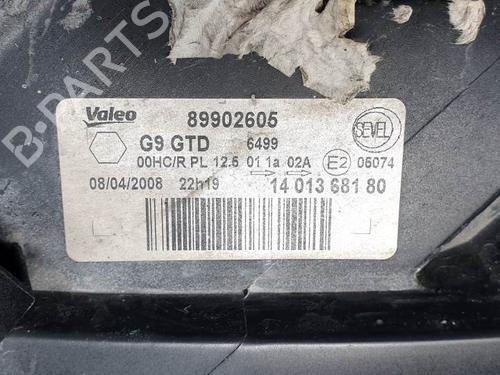 B-PARTS
Valeo 89902605 SEVEL
G9 GTD 6499
00HC/R PL 12.5 01 1a 02A E2 05074
08/04/2008 22h19 14 013 681 80